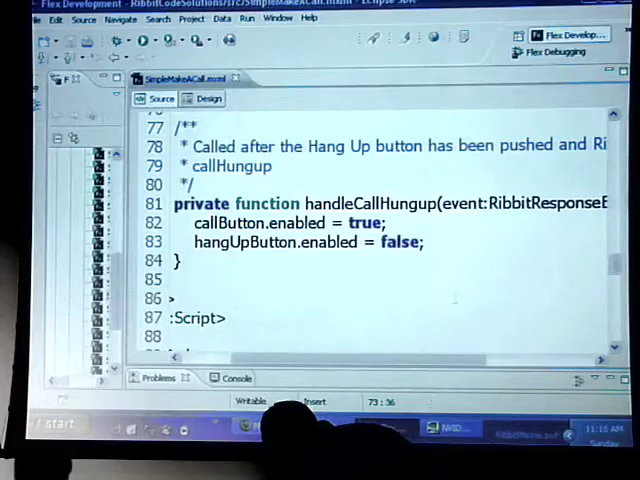 Flex Development - RibbitCodeSolutions/src/SimpleMakeACall.mxml - Eclipse SDK
Edit Source Navigate Search Project Data Run Window Help
Flex Develop...
Flex Debugging
SimpleMakeACall.mxml
Source Design
77 /**
78 * Called after the Hang Up button has been pushed and Ri
79 * callHungup
80 */
81 private function handleCallHungup(event:RibbitResponseE
82 callButton.enabled = true;
83 hangUpButton.enabled = false;
84 }
85
86 >
87 :Script>
88
Problems Console
Writable Insert 73:36
start NVID... 11:16 AM
Sunday